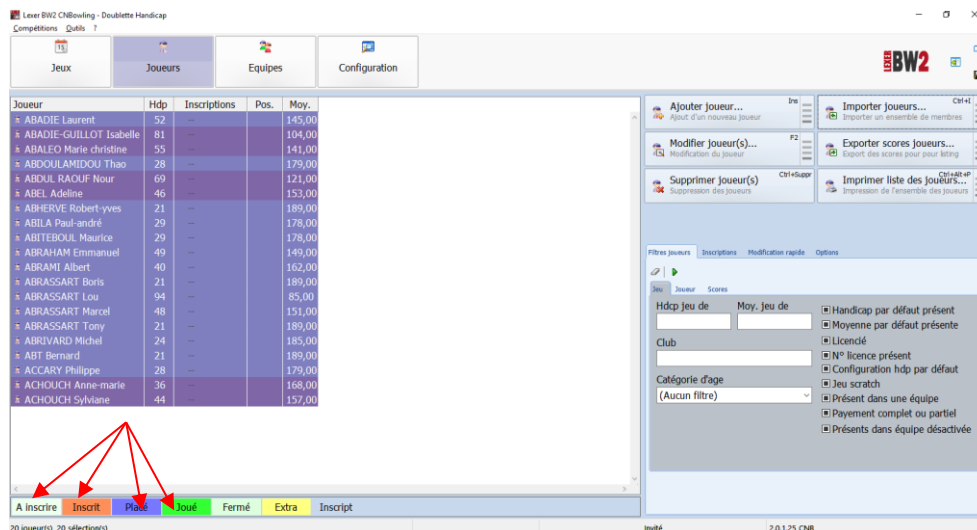 Lexer BW2 CNBowling - Doublette Handicap
Compétitions Outils ?
Jeux Joueurs Equipes Configuration
LEXER BW2
Joueur Hdp Inscriptions Pos. Moy.
ABADIE Laurent 52 -- 145,00
ABADIE-GUILLOT Isabelle 81 -- 104,00
ABALEO Marie christine 55 -- 141,00
ABDOULAMIDOU Thao 28 -- 179,00
ABDUL RAOUF Nour 69 -- 121,00
ABEL Adeline 46 -- 153,00
ABHERVE Robert-yves 21 -- 189,00
ABILA Paul-andré 29 -- 178,00
ABITEBOUL Maurice 29 -- 178,00
ABRAHAM Emmanuel 49 -- 149,00
ABRAMI Albert 40 -- 162,00
ABRASSART Boris 21 -- 189,00
ABRASSART Lou 94 -- 85,00
ABRASSART Marcel 48 -- 151,00
ABRASSART Tony 21 -- 189,00
ABRIVARD Michel 24 -- 185,00
ABT Bernard 21 -- 189,00
ACCARY Philippe 28 -- 179,00
ACHOUCH Anne-marie 36 -- 168,00
ACHOUCH Sylviane 44 -- 157,00
A inscrire Inscrit Placé Joué Fermé Extra Inscript
Ajouter joueur... Ins
Ajout d'un nouveau joueur
Importer joueurs... Ctrl+I
Importer un ensemble de membres
Modifier joueur(s)... F2
Modification du joueur
Exporter scores joueurs...
Export des scores pour pour listing
Supprimer joueur(s) Ctrl+Suppr
Suppression des joueurs
Imprimer liste des joueurs... Ctrl+Alt+P
Impression de l'ensemble des joueurs
Filtres joueurs Inscriptions Modification rapide Options
Jeu Joueur Scores
Hdcp jeu de Moy. jeu de
Club
Catégorie d'age
(Aucun filtre)
Handicap par défaut présent
Moyenne par défaut présente
Licencié
N° licence présent
Configuration hdp par défaut
Jeu scratch
Présent dans une équipe
Payement complet ou partiel
Présents dans équipe désactivée
20 joueur(s), 20 sélection(s) Invité 2.0.1.25 CNB